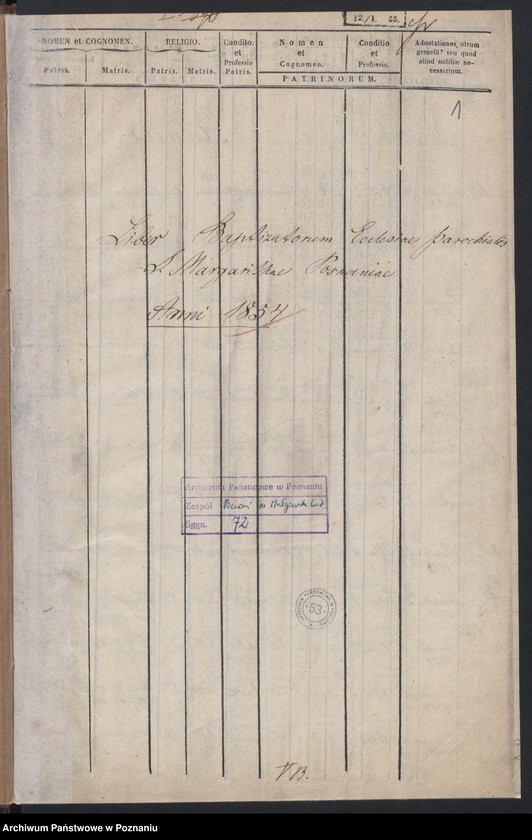 12./1. 55.
NOMEN et COGNOMEN. RELIGIO. Conditio et Professio Patris. Nomen et Cognomen. Conditio et Professio. Adnotationes, utrum gemelli? seu quod aliud notitiae necessarium.
Patris. Matris. Patris. Matris. PATRINORUM.
1
Liber Baptizatorum Ecclesiae parochialis
S. Margarithae Posnaniae
Anni 1854
Archiwum Państwowe w Poznaniu
Zespół Poznań
Sygn. 72
53
Archiwum Państwowe w Poznaniu